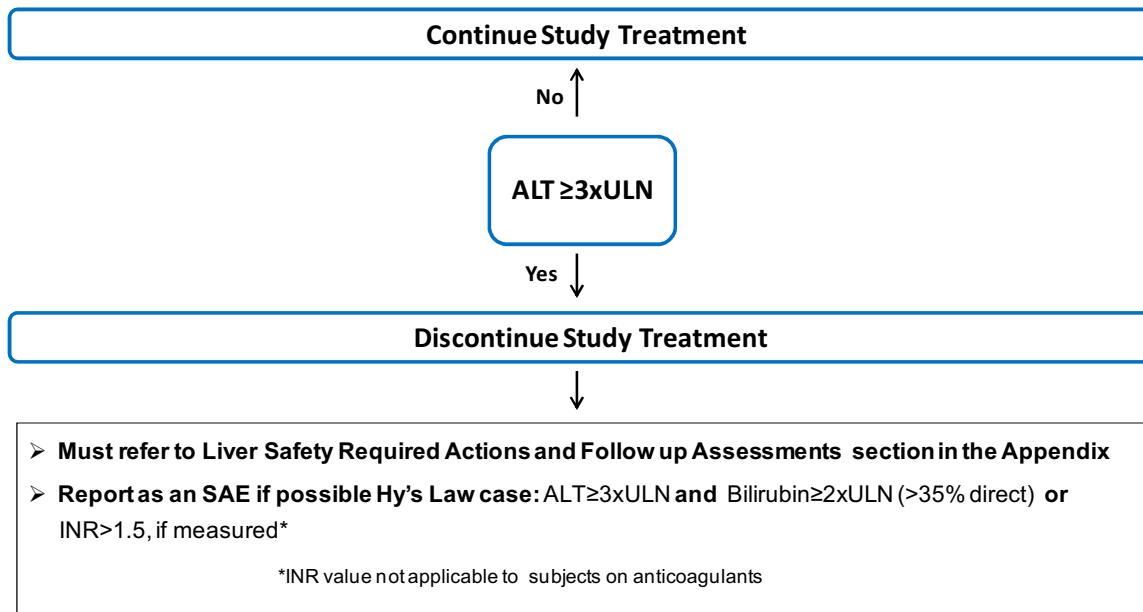 Continue Study Treatment
No
ALT ≥3xULN
Yes
Discontinue Study Treatment
➢ Must refer to Liver Safety Required Actions and Follow up Assessments section in the Appendix
➢ Report as an SAE if possible Hy's Law case: ALT≥3xULN and Bilirubin≥2xULN (>35% direct) or
INR>1.5, if measured*
*INR value not applicable to subjects on anticoagulants